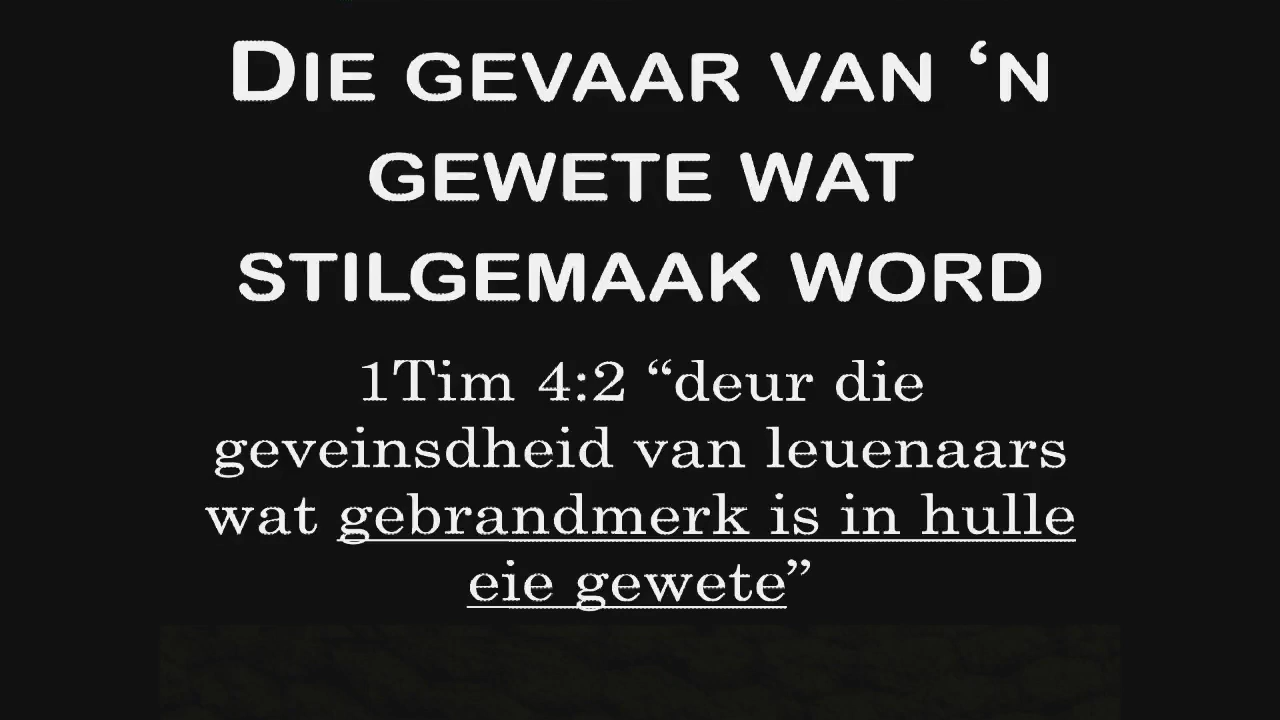 DIE GEVAAR VAN ‘N
GEWETE WAT
STILGEMAAK WORD
1Tim 4:2 “deur die
geveinsdheid van leuenaars
wat gebrandmerk is in hulle
eie gewete”